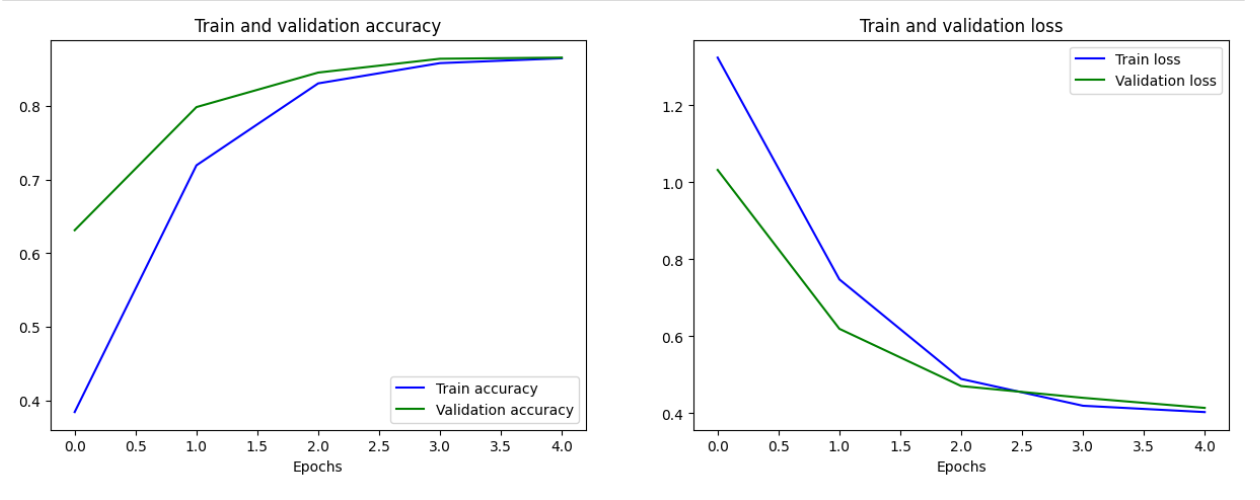 Train and validation accuracy
0.8
0.7
0.6
0.5
0.4
Train accuracy
Validation accuracy
0.0 0.5 1.0 1.5 2.0 2.5 3.0 3.5 4.0
Epochs
Train and validation loss
Train loss
Validation loss
1.2
1.0
0.8
0.6
0.4
0.0 0.5 1.0 1.5 2.0 2.5 3.0 3.5 4.0
Epochs